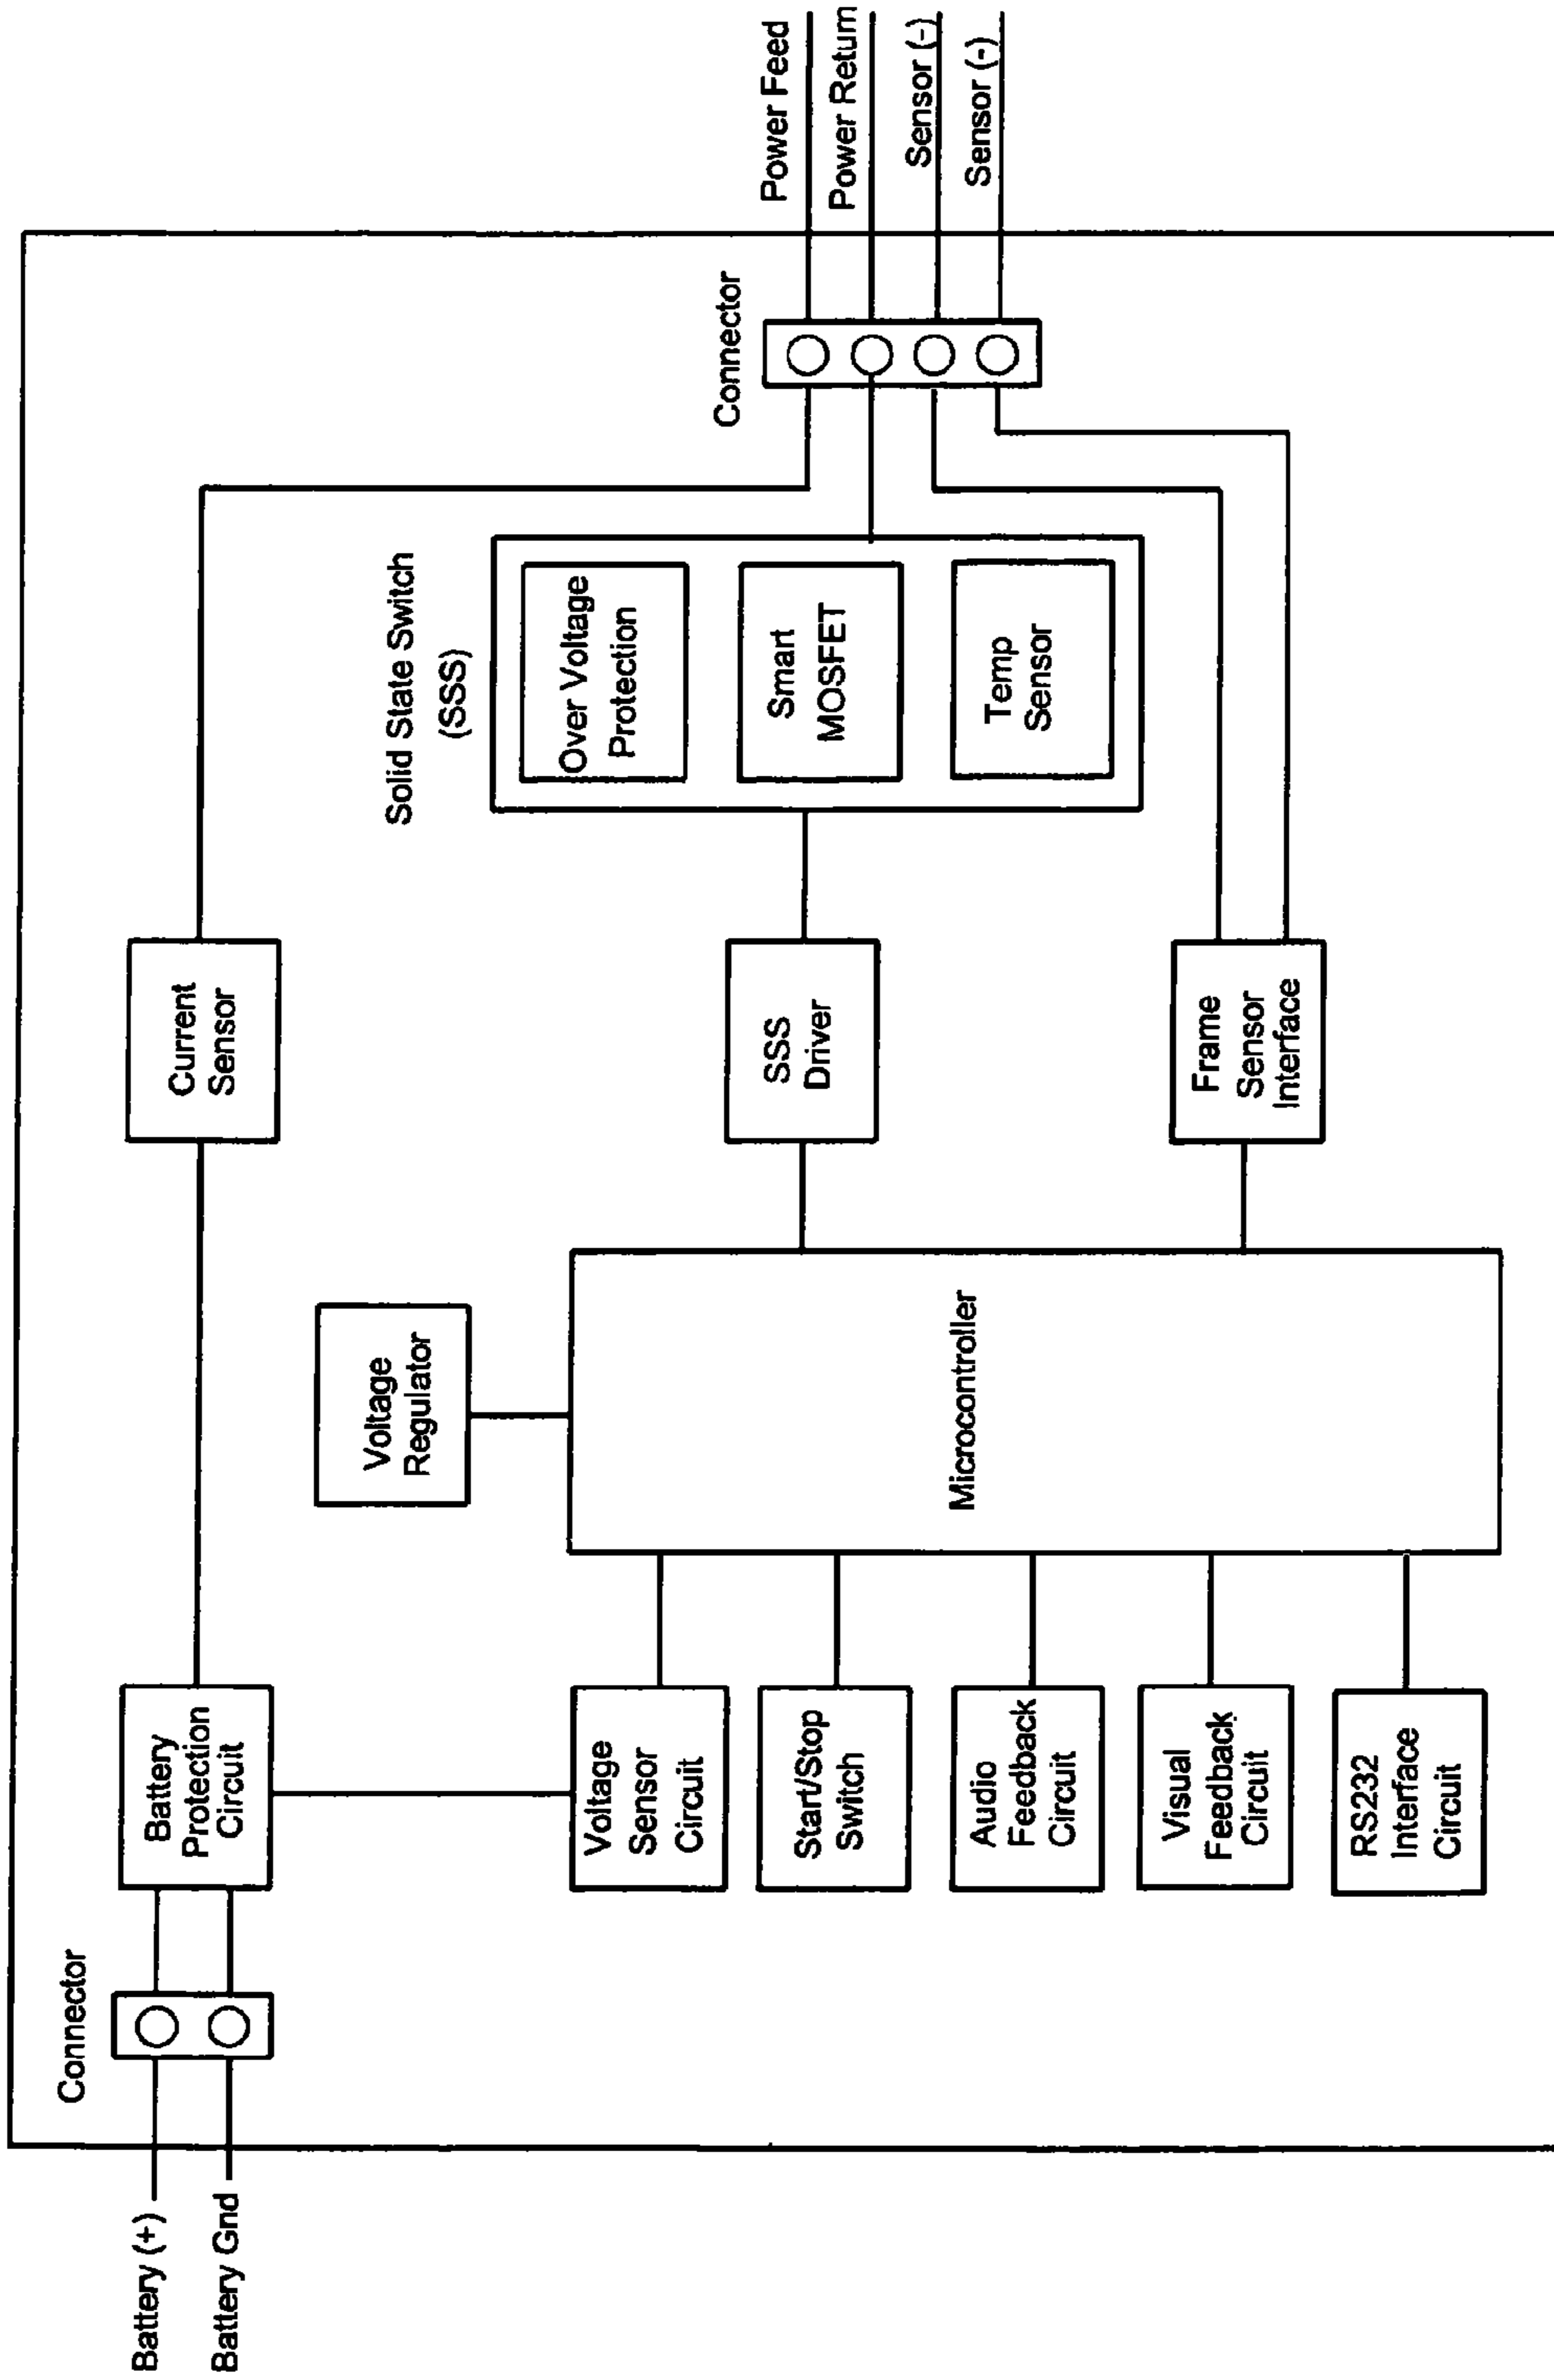 Battery (+)
Battery Gnd
Connector
Battery
Protection
Circuit
Current
Sensor
Voltage
Regulator
Solid State Switch
(SSS)
Over Voltage
Protection
Smart
MOSFET
Temp
Sensor
Connector
Power Feed
Power Return
Sensor (-)
Sensor (-)
Voltage
Sensor
Circuit
Start/Stop
Switch
Audio
Feedback
Circuit
Visual
Feedback
Circuit
RS232
Interface
Circuit
Microcontroller
SSS
Driver
Frame
Sensor
Interface